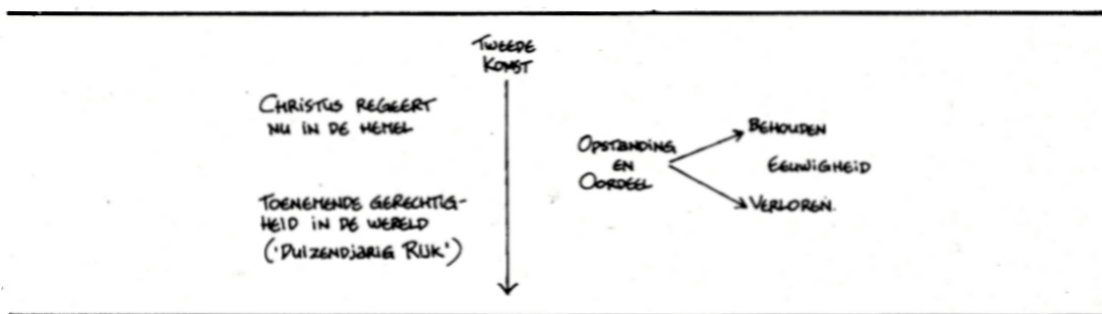 TWEEDE
KOMST
CHRISTUS REGEERT
NU IN DE HEMEL
TOENEMENDE GERECHTIG-
HEID IN DE WERELD
('DUIZENDJARIG RIJK')
OPSTANDING
EN
OORDEEL
BEHOUDEN
EEUWIGHEID
VERLOREN